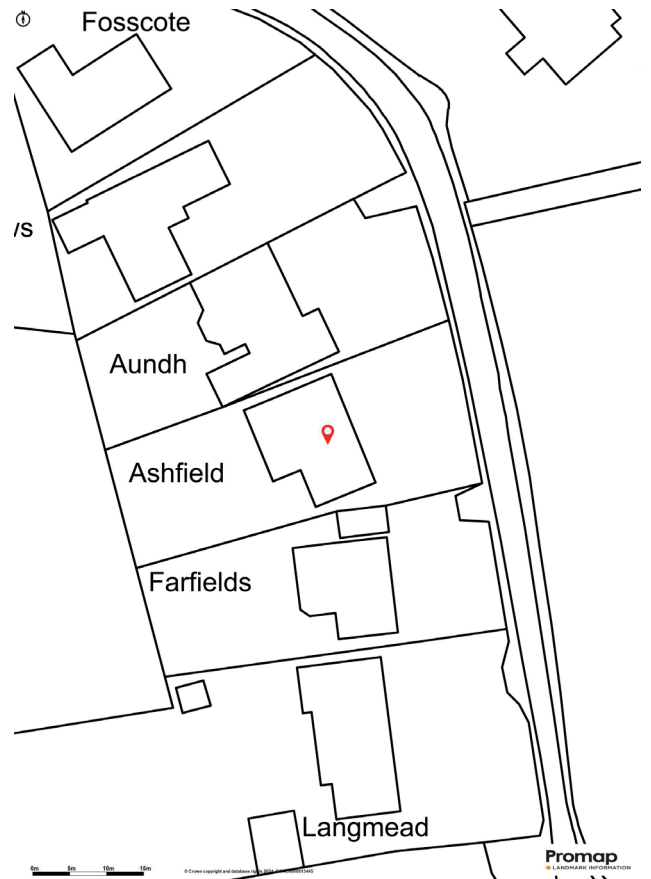 Fosscote
/s
Aundh
Ashfield
Farfields
Langmead
0m 5m 10m 15m
Promap
LANDMARK INFORMATION